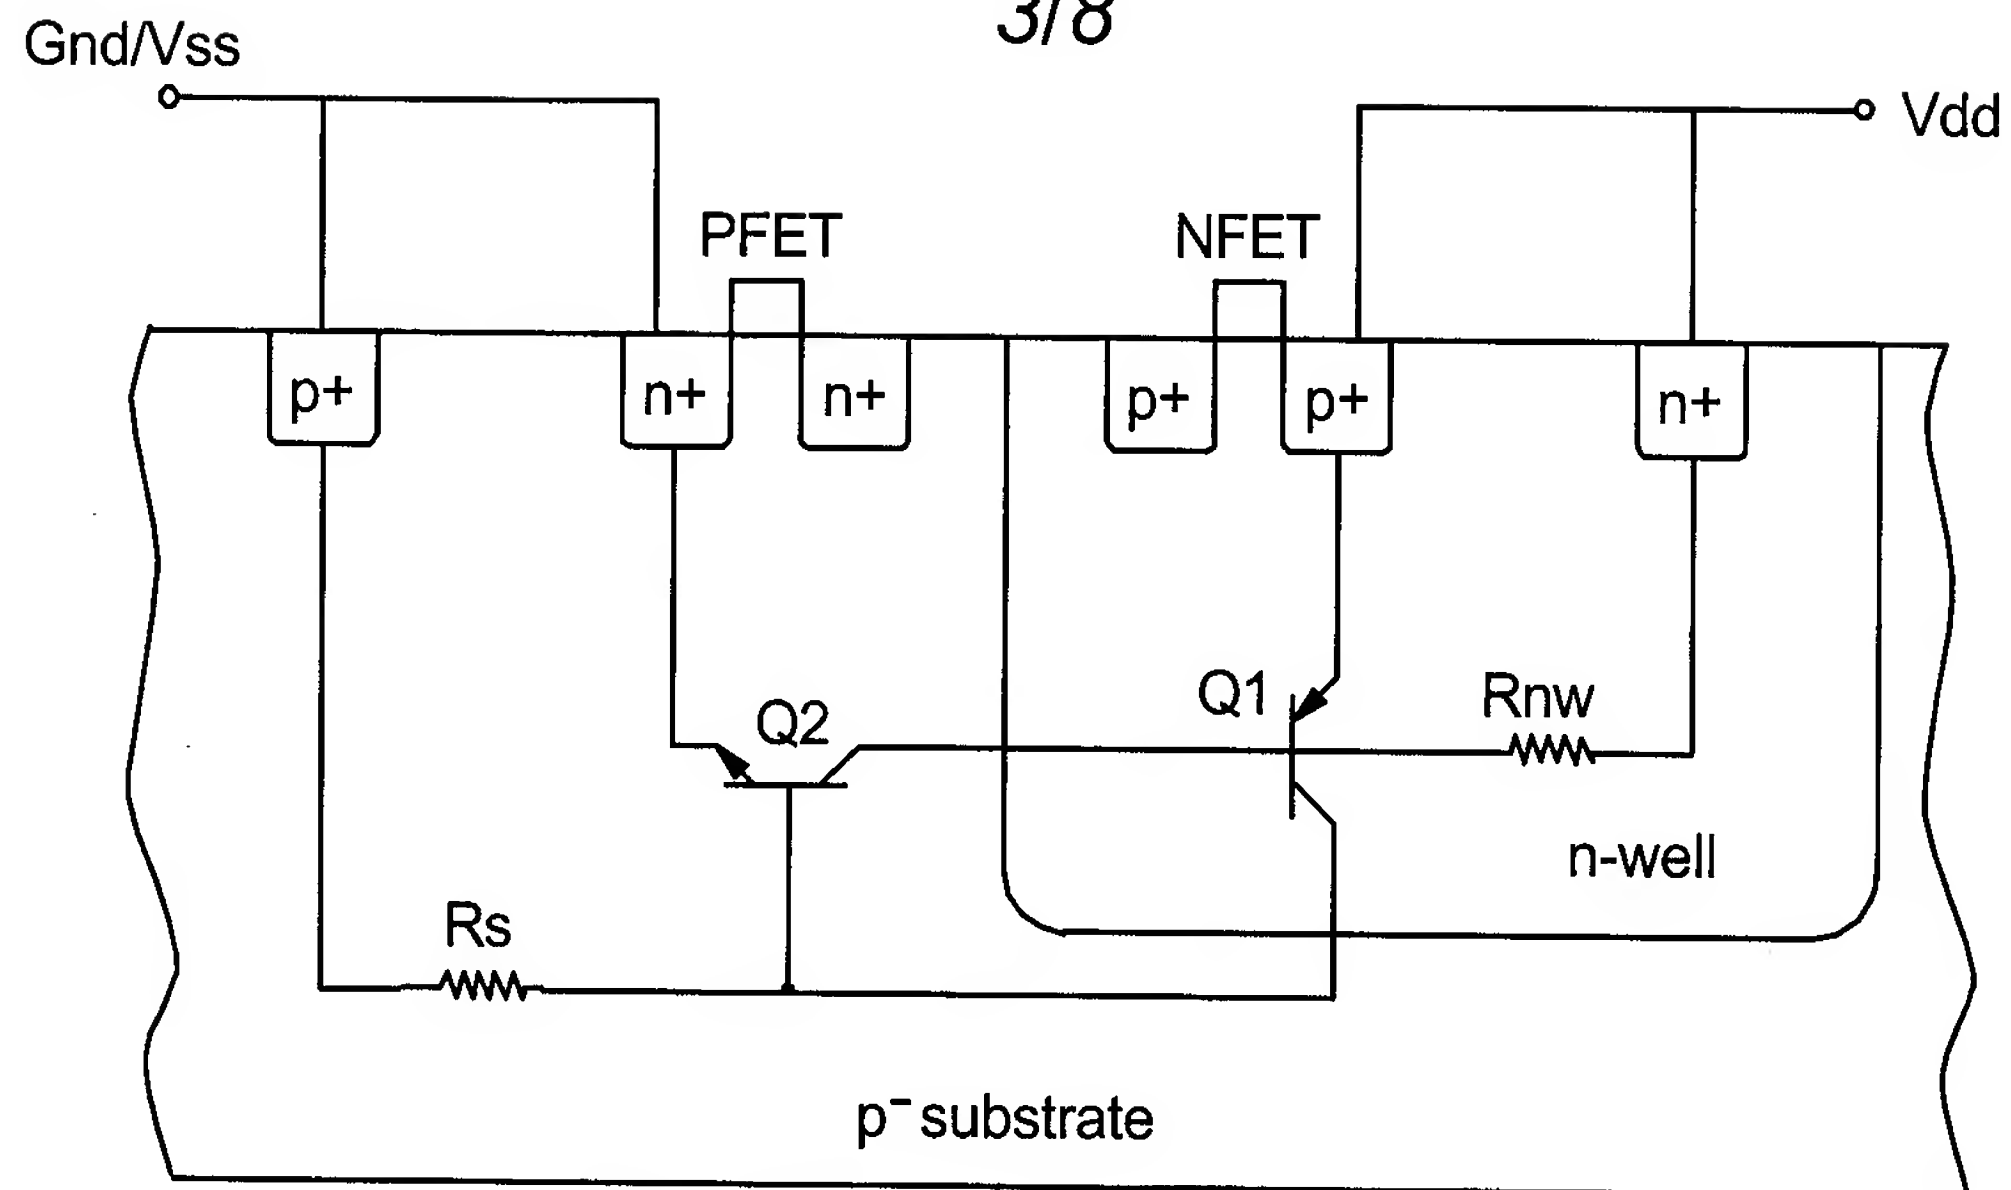 3/8
Gnd/Vss
Vdd
PFET
NFET
p+
n+
n+
p+
p+
n+
Q2
Q1
Rnw
n-well
Rs
p⁻ substrate